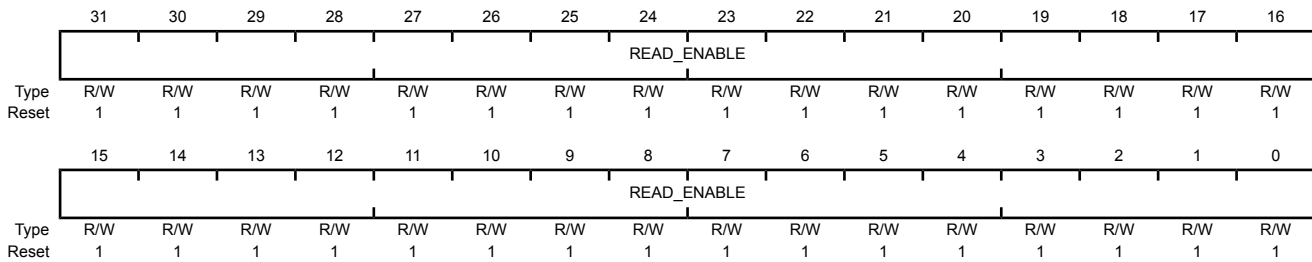 31 30 29 28 27 26 25 24 23 22 21 20 19 18 17 16
READ_ENABLE
Type R/W R/W R/W R/W R/W R/W R/W R/W R/W R/W R/W R/W R/W R/W R/W R/W
Reset 1 1 1 1 1 1 1 1 1 1 1 1 1 1 1 1
15 14 13 12 11 10 9 8 7 6 5 4 3 2 1 0
READ_ENABLE
Type R/W R/W R/W R/W R/W R/W R/W R/W R/W R/W R/W R/W R/W R/W R/W R/W
Reset 1 1 1 1 1 1 1 1 1 1 1 1 1 1 1 1